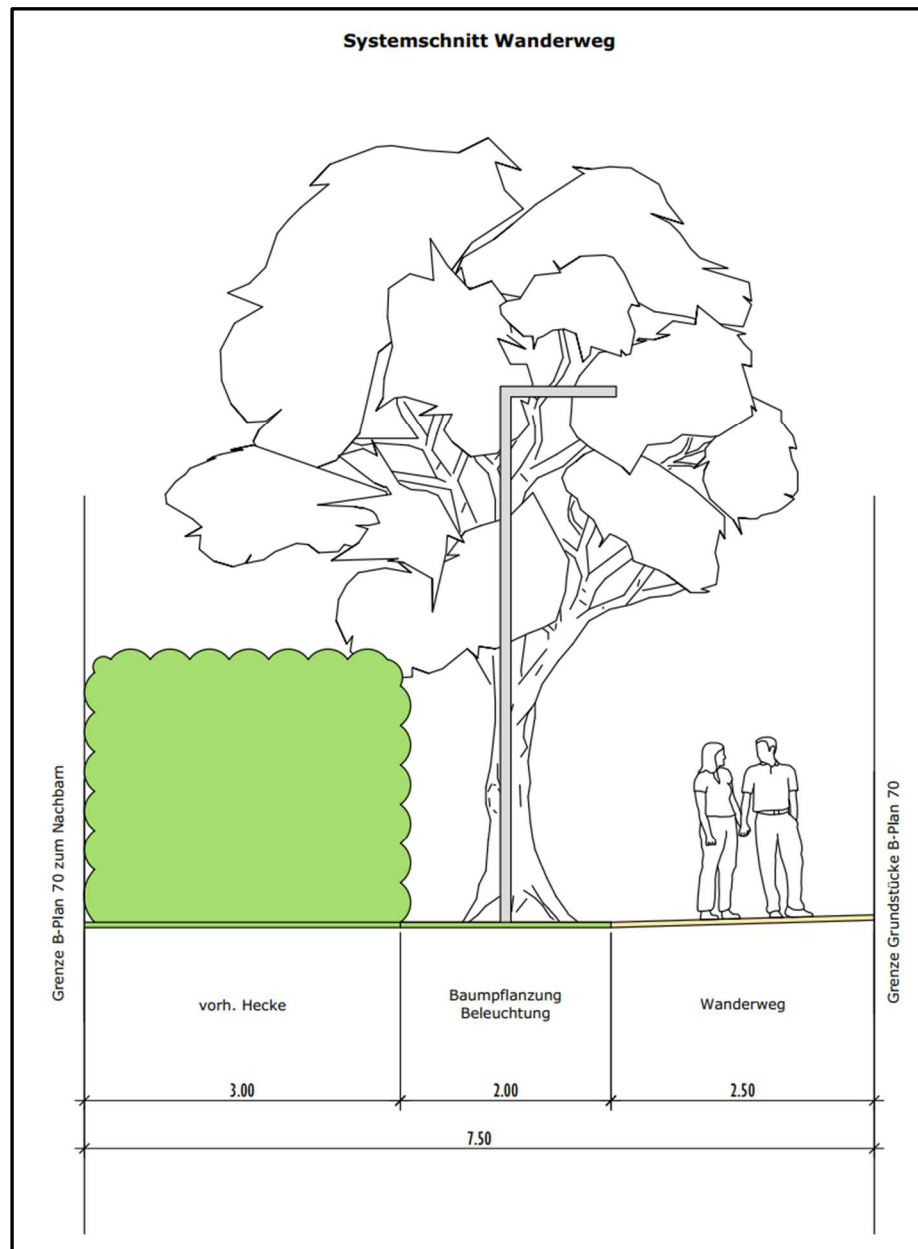 Systemschnitt Wanderweg
Grenze B-Plan 70 zum Nachbarn
Grenze Grundstücke B-Plan 70
vorh. Hecke
Baumpflanzung
Beleuchtung
Wanderweg
3.00
2.00
2.50
7.50